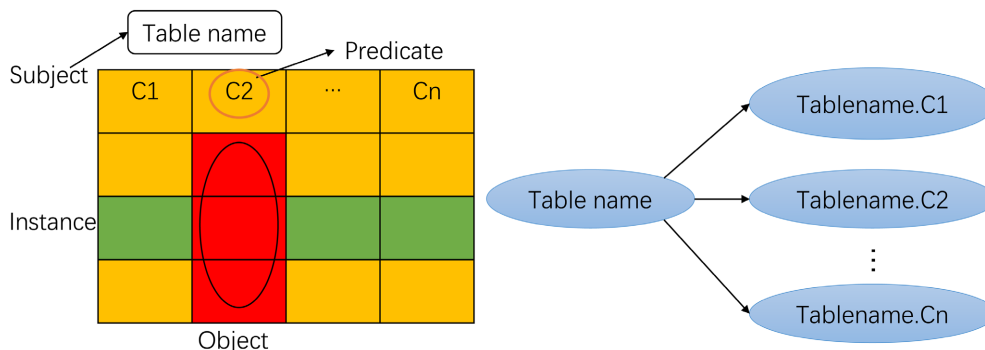 Table name
Subject
Predicate
C1
C2
...
Cn
Instance
Object
Table name
Tablename.C1
Tablename.C2
⋮
Tablename.Cn